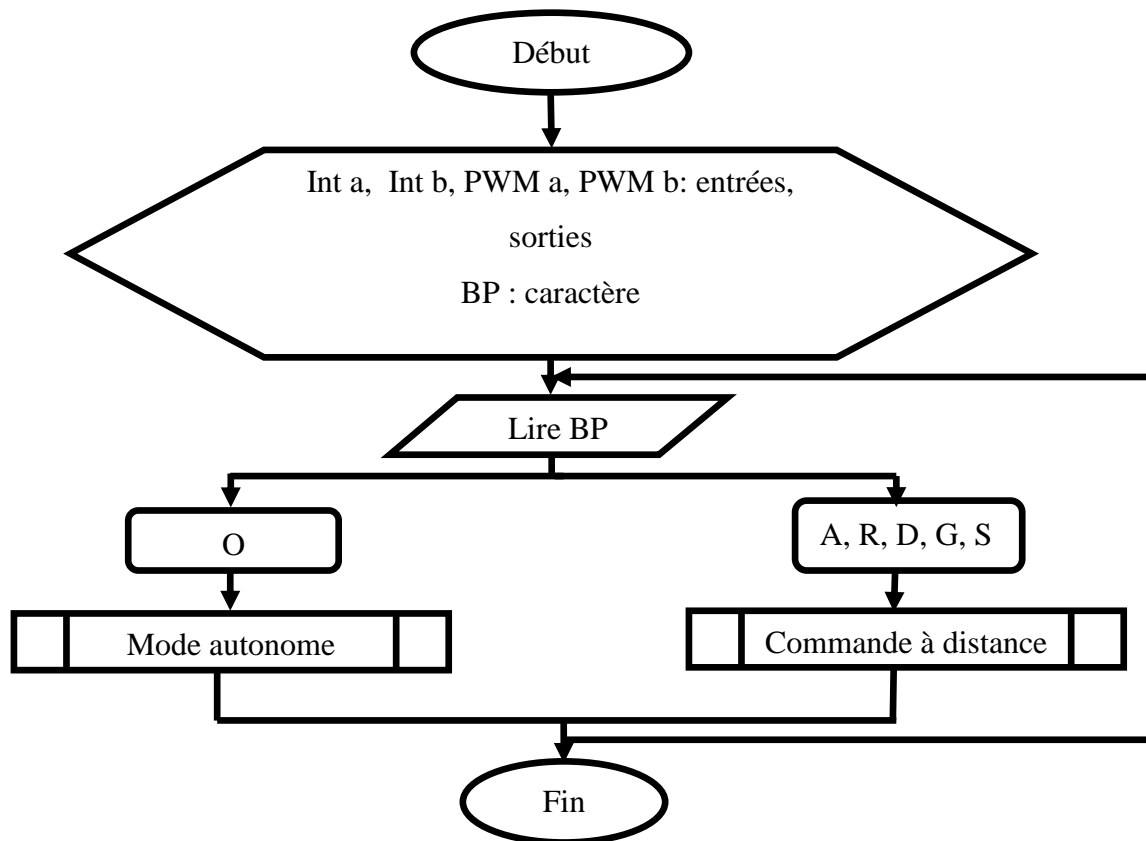 Début
Int a, Int b, PWM a, PWM b: entrées,
sorties
BP : caractère
Lire BP
O
A, R, D, G, S
Mode autonome
Commande à distance
Fin